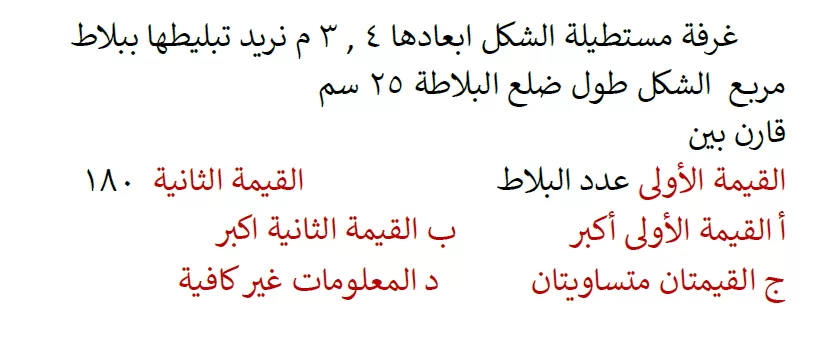 غرفة مستطيلة الشكل ابعادها ٤ , ٣ م نريد تبليطها ببلاط
مربع الشكل طول ضلع البلاطة ٢٥ سم
قارن بين
القيمة الأولى عدد البلاط القيمة الثانية ١٨٠
أ القيمة الأولى أكبر ب القيمة الثانية اكبر
ج القيمتان متساويتان د المعلومات غير كافية